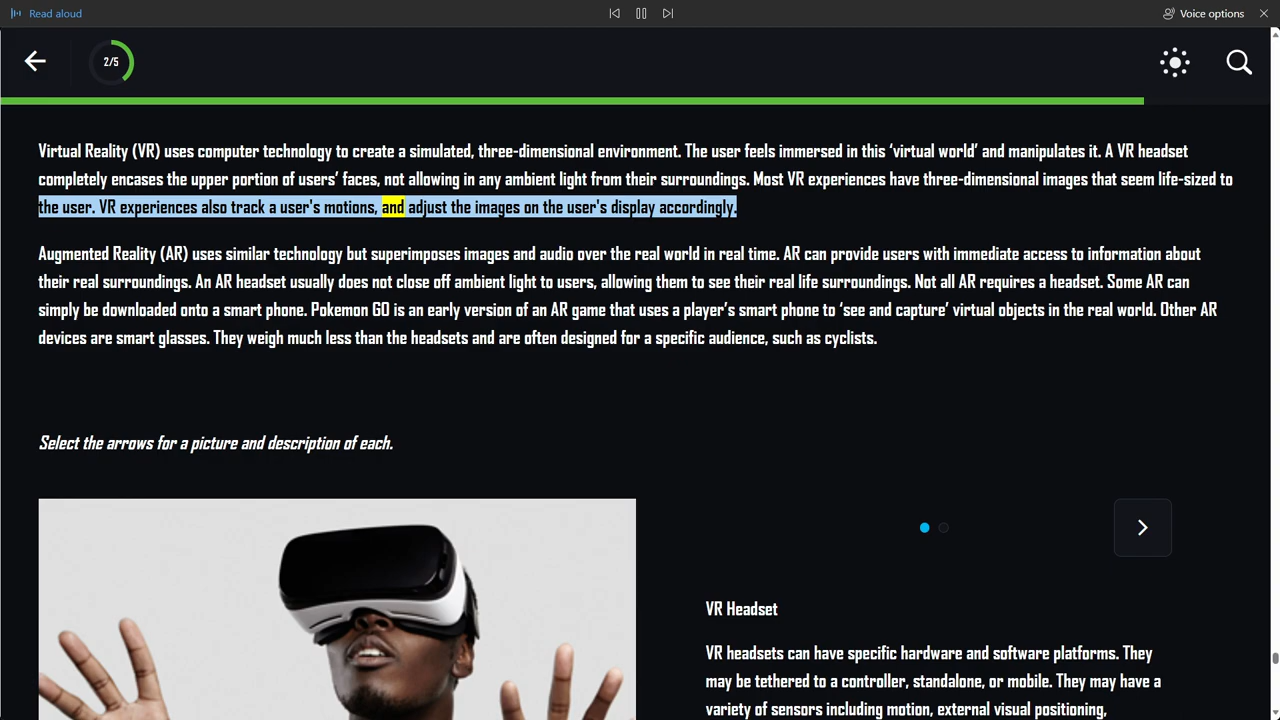 Read aloud
Voice options
2/5
Virtual Reality (VR) uses computer technology to create a simulated, three-dimensional environment. The user feels immersed in this ‘virtual world’ and manipulates it. A VR headset
completely encases the upper portion of users’ faces, not allowing in any ambient light from their surroundings. Most VR experiences have three-dimensional images that seem life-sized to
the user. VR experiences also track a user's motions, and adjust the images on the user's display accordingly.
Augmented Reality (AR) uses similar technology but superimposes images and audio over the real world in real time. AR can provide users with immediate access to information about
their real surroundings. An AR headset usually does not close off ambient light to users, allowing them to see their real life surroundings. Not all AR requires a headset. Some AR can
simply be downloaded onto a smart phone. Pokemon GO is an early version of an AR game that uses a player’s smart phone to ‘see and capture’ virtual objects in the real world. Other AR
devices are smart glasses. They weigh much less than the headsets and are often designed for a specific audience, such as cyclists.
Select the arrows for a picture and description of each.
VR Headset
VR headsets can have specific hardware and software platforms. They
may be tethered to a controller, standalone, or mobile. They may have a
variety of sensors including motion, external visual positioning,